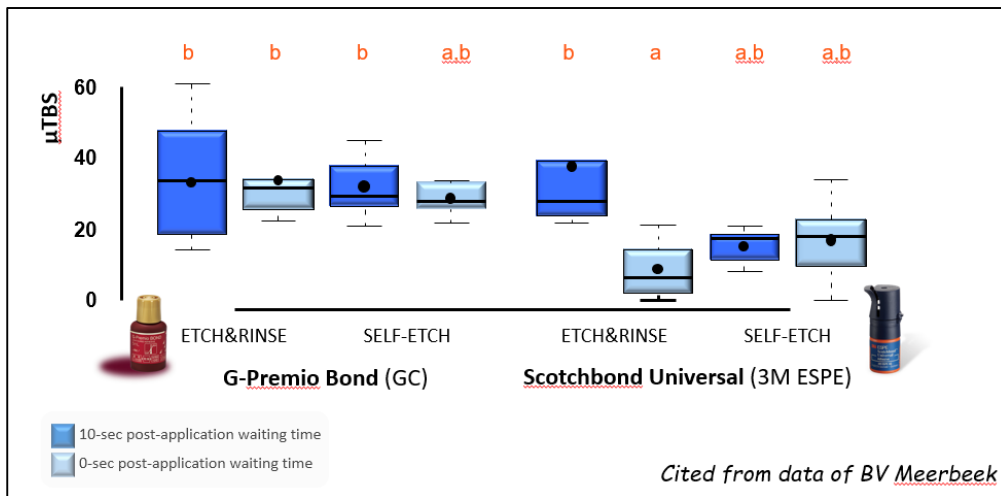 b b b a,b b a a,b a,b
60
40
20
0
µTBS
ETCH&RINSE SELF-ETCH ETCH&RINSE SELF-ETCH
G-Premio Bond (GC) Scotchbond Universal (3M ESPE)
G-Premio BOND
10-sec post-application waiting time
0-sec post-application waiting time
Cited from data of BV Meerbeek